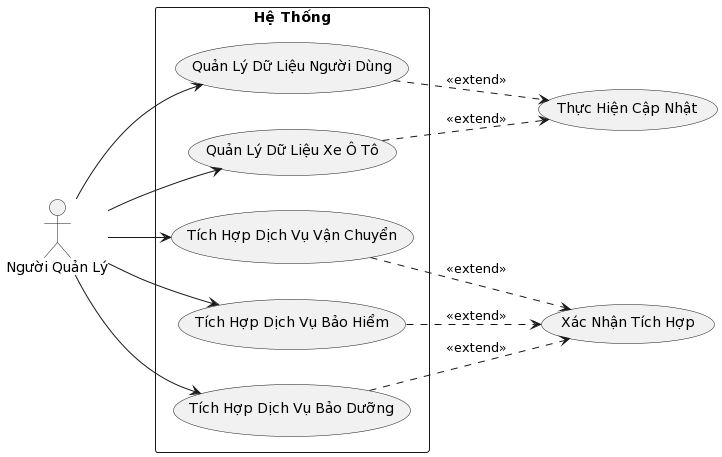 Hệ Thống
Quản Lý Dữ Liệu Người Dùng
«extend»
Thực Hiện Cập Nhật
«extend»
Quản Lý Dữ Liệu Xe Ô Tô
Tích Hợp Dịch Vụ Vận Chuyển
Người Quản Lý
«extend»
Tích Hợp Dịch Vụ Bảo Hiểm
«extend»
Xác Nhận Tích Hợp
«extend»
Tích Hợp Dịch Vụ Bảo Dưỡng